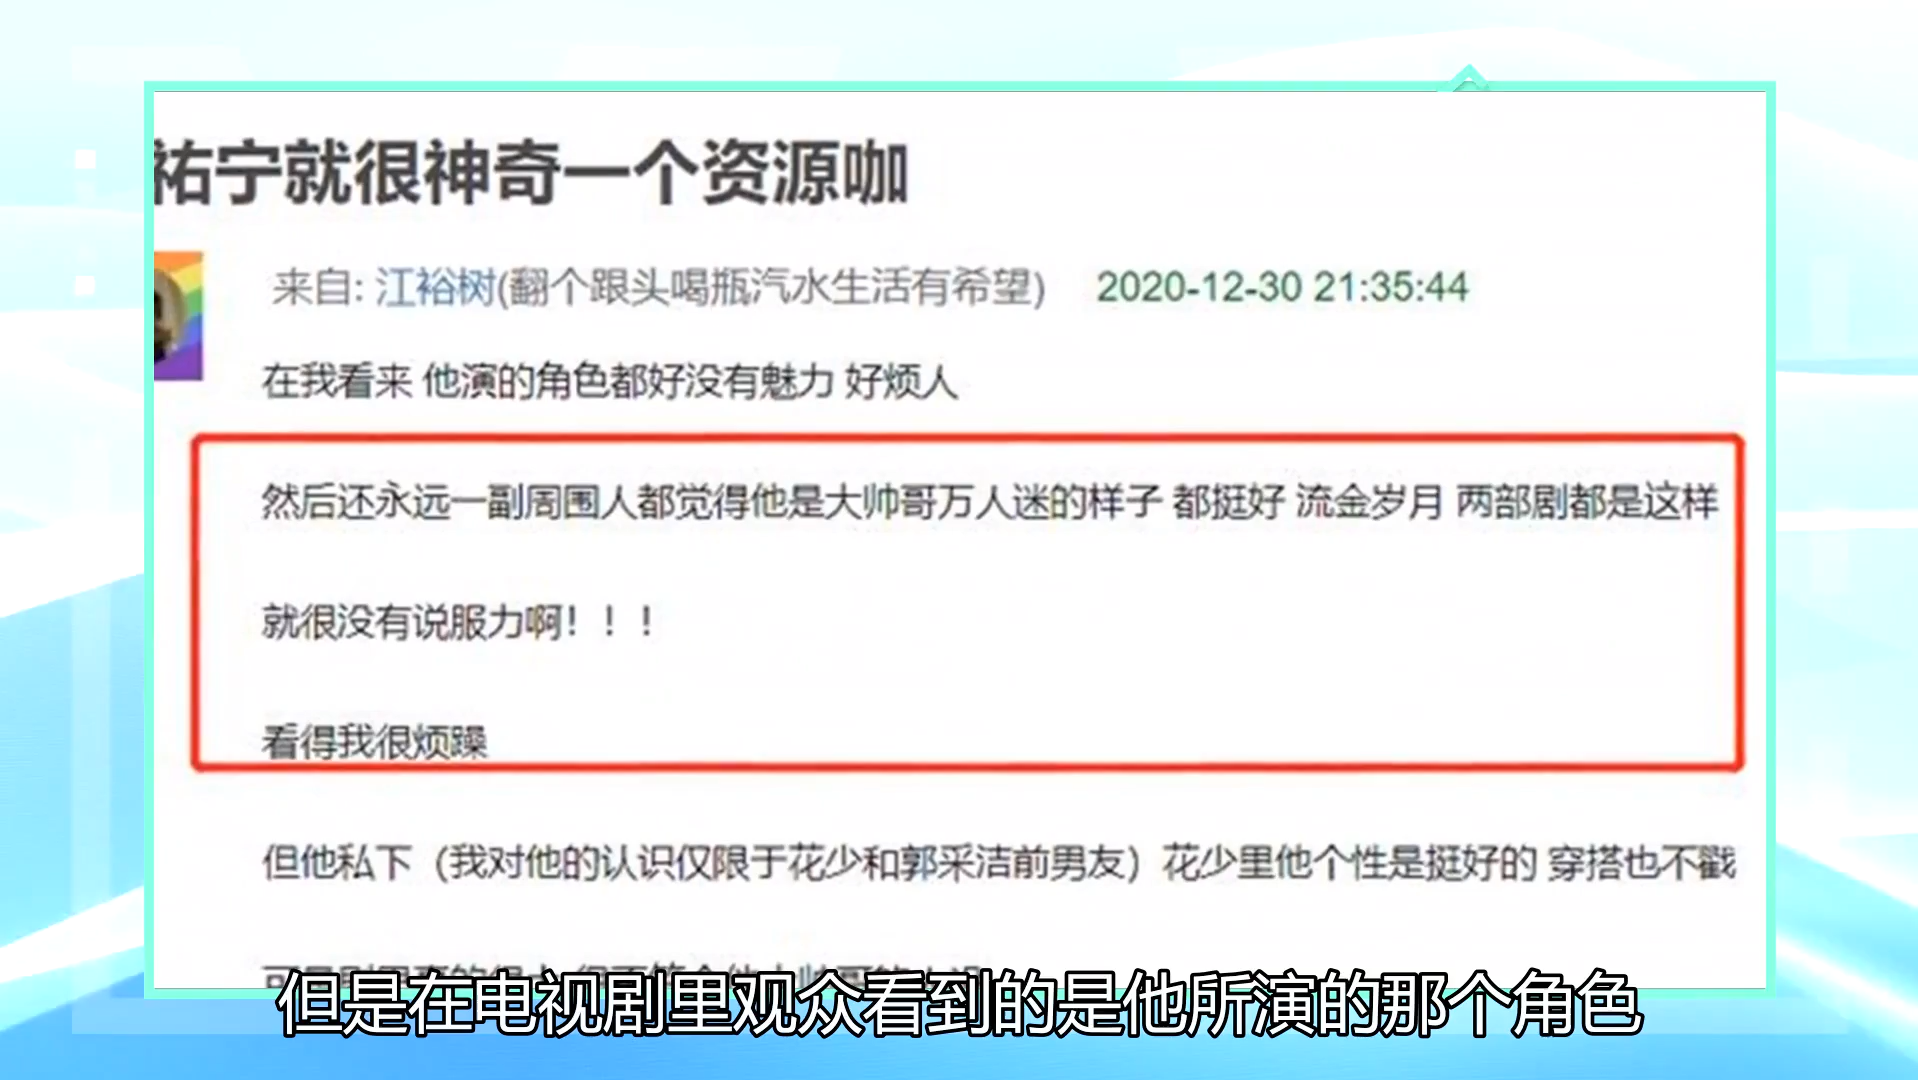 祐宁就很神奇一个资源咖
来自: 江裕树(翻个跟头喝瓶汽水生活有希望) 2020-12-30 21:35:44
在我看来 他演的角色都好没有魅力 好烦人
然后还永远一副周围人都觉得他是大帅哥万人迷的样子 都挺好 流金岁月 两部剧都是这样
就很没有说服力啊！！！
看得我很烦躁
但他私下（我对他的认识仅限于花少和郭采洁前男友）花少里他个性是挺好的 穿搭也不戳
但是在电视剧里观众看到的是他所演的那个角色